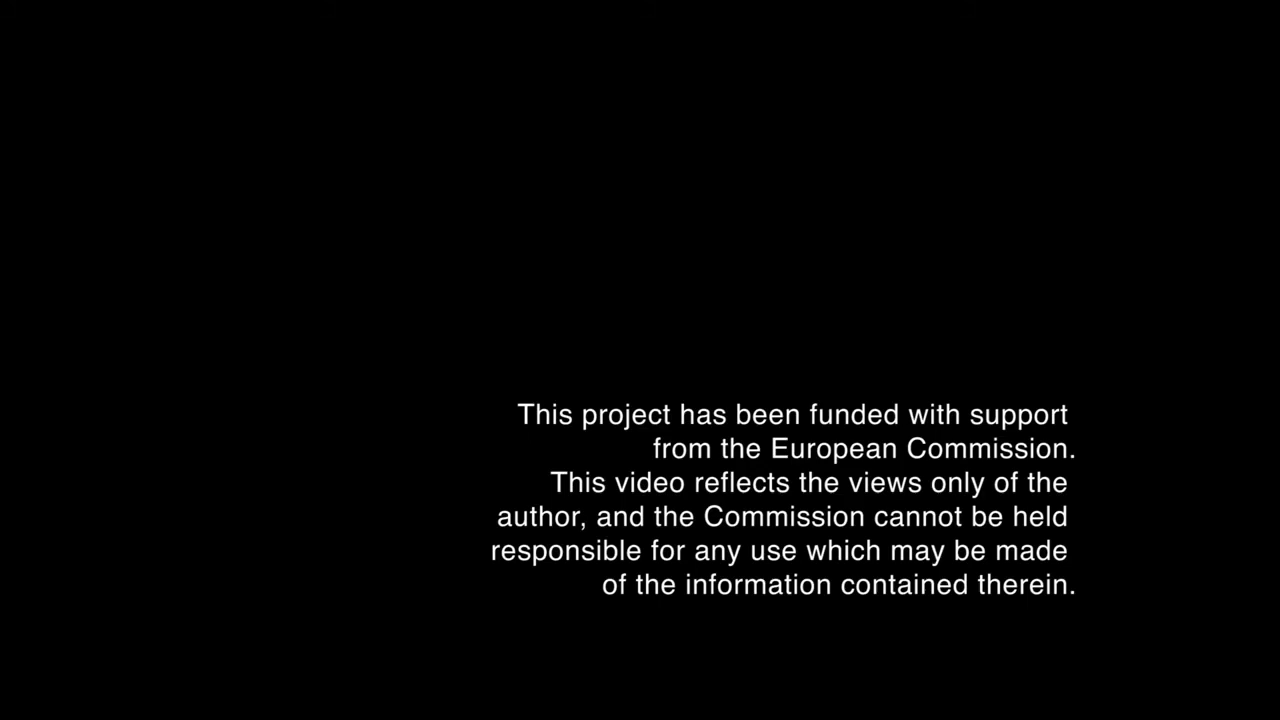 This project has been funded with support
from the European Commission.
This video reflects the views only of the
author, and the Commission cannot be held
responsible for any use which may be made
of the information contained therein.